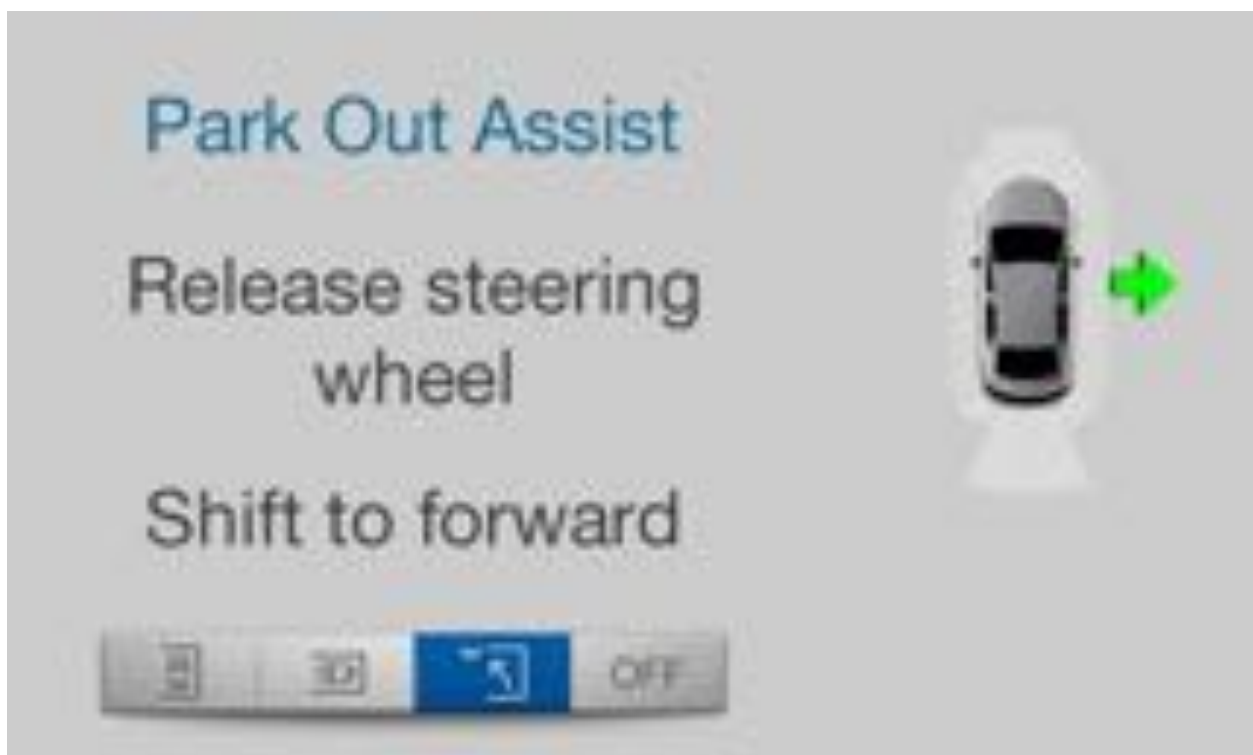 Park Out Assist
Release steering
wheel
Shift to forward
OFF